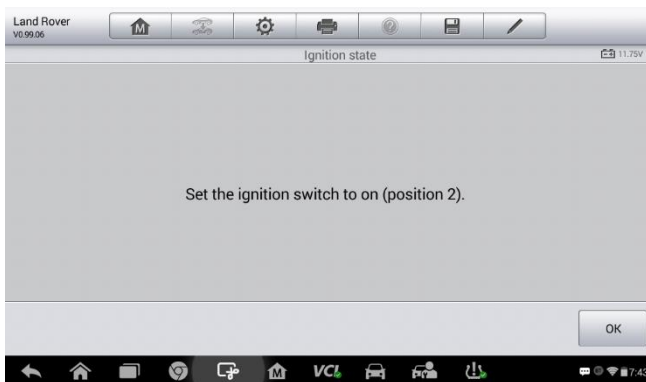 Land Rover
V0.99.06
M
Ignition state
11.75V
Set the ignition switch to on (position 2).
OK
M
VCI
7:43